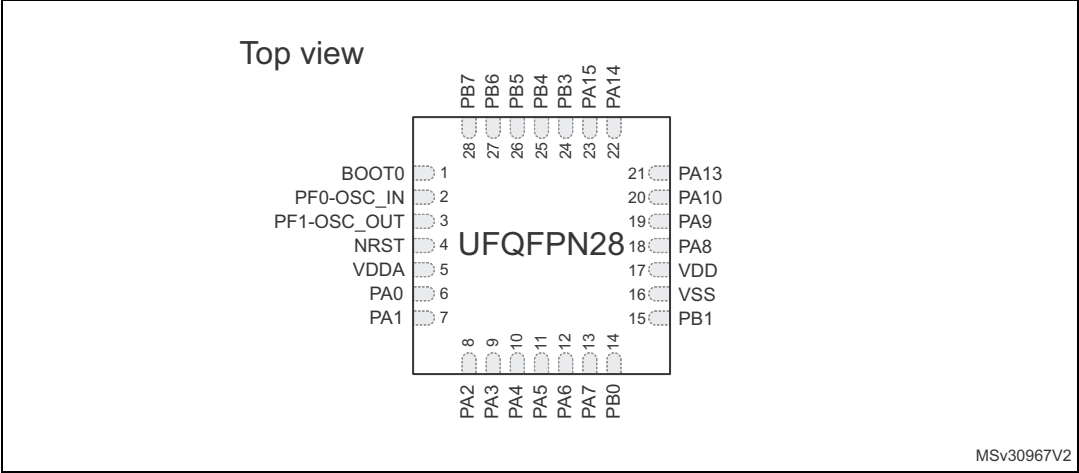 Top view
PB7
PB6
PB5
PB4
PB3
PA15
PA14
28
27
26
25
24
23
22
BOOT0 1
PF0-OSC_IN 2
PF1-OSC_OUT 3
NRST 4
VDDA 5
PA0 6
PA1 7
UFQFPN28
21 PA13
20 PA10
19 PA9
18 PA8
17 VDD
16 VSS
15 PB1
8
9
10
11
12
13
14
PA2
PA3
PA4
PA5
PA6
PA7
PB0
MSv30967V2